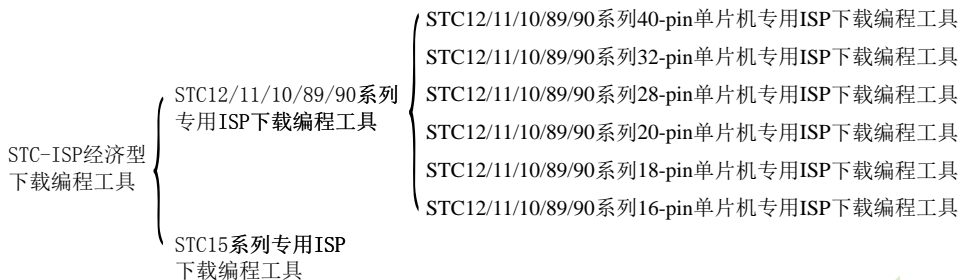 STC-ISP经济型
下载编程工具
STC12/11/10/89/90系列
专用ISP下载编程工具
STC12/11/10/89/90系列40-pin单片机专用ISP下载编程工具
STC12/11/10/89/90系列32-pin单片机专用ISP下载编程工具
STC12/11/10/89/90系列28-pin单片机专用ISP下载编程工具
STC12/11/10/89/90系列20-pin单片机专用ISP下载编程工具
STC12/11/10/89/90系列18-pin单片机专用ISP下载编程工具
STC12/11/10/89/90系列16-pin单片机专用ISP下载编程工具
STC15系列专用ISP
下载编程工具